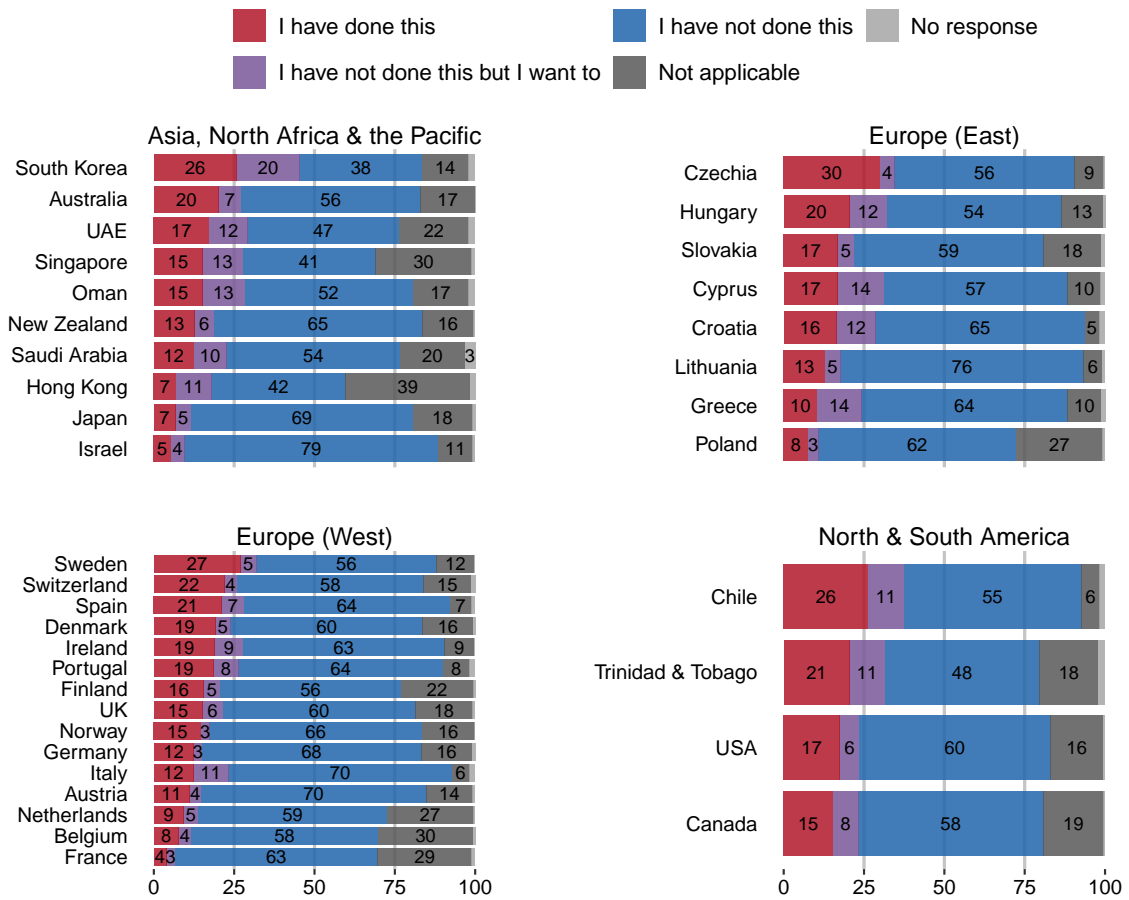 I have done this
I have not done this
No response
I have not done this but I want to
Not applicable
Asia, North Africa & the Pacific
South Korea 26 20 38 14
Australia 20 7 56 17
UAE 17 12 47 22
Singapore 15 13 41 30
Oman 15 13 52 17
New Zealand 13 6 65 16
Saudi Arabia 12 10 54 20 3
Hong Kong 7 11 42 39
Japan 7 5 69 18
Israel 5 4 79 11
Europe (East)
Czechia 30 4 56 9
Hungary 20 12 54 13
Slovakia 17 5 59 18
Cyprus 17 14 57 10
Croatia 16 12 65 5
Lithuania 13 5 76 6
Greece 10 14 64 10
Poland 8 3 62 27
Europe (West)
Sweden 27 5 56 12
Switzerland 22 4 58 15
Spain 21 7 64 7
Denmark 19 5 60 16
Ireland 19 9 63 9
Portugal 19 8 64 8
Finland 16 5 56 22
UK 15 6 60 18
Norway 15 3 66 16
Germany 12 3 68 16
Italy 12 11 70 6
Austria 11 4 70 14
Netherlands 9 5 59 27
Belgium 8 4 58 30
France 4 3 63 29
0 25 50 75 100
North & South America
Chile 26 11 55 6
Trinidad & Tobago 21 11 48 18
USA 17 6 60 16
Canada 15 8 58 19
0 25 50 75 100